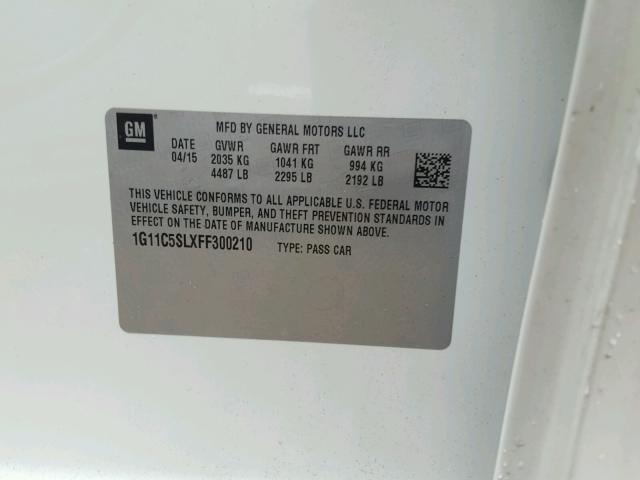 GM
MFD BY GENERAL MOTORS LLC
DATE GVWR GAWR FRT GAWR RR
04/15 2035 KG 1041 KG 994 KG
4487 LB 2295 LB 2192 LB
THIS VEHICLE CONFORMS TO ALL APPLICABLE U.S. FEDERAL MOTOR
VEHICLE SAFETY, BUMPER, AND THEFT PREVENTION STANDARDS IN
EFFECT ON THE DATE OF MANUFACTURE SHOWN ABOVE.
1G11C5SLXFF300210 TYPE: PASS CAR